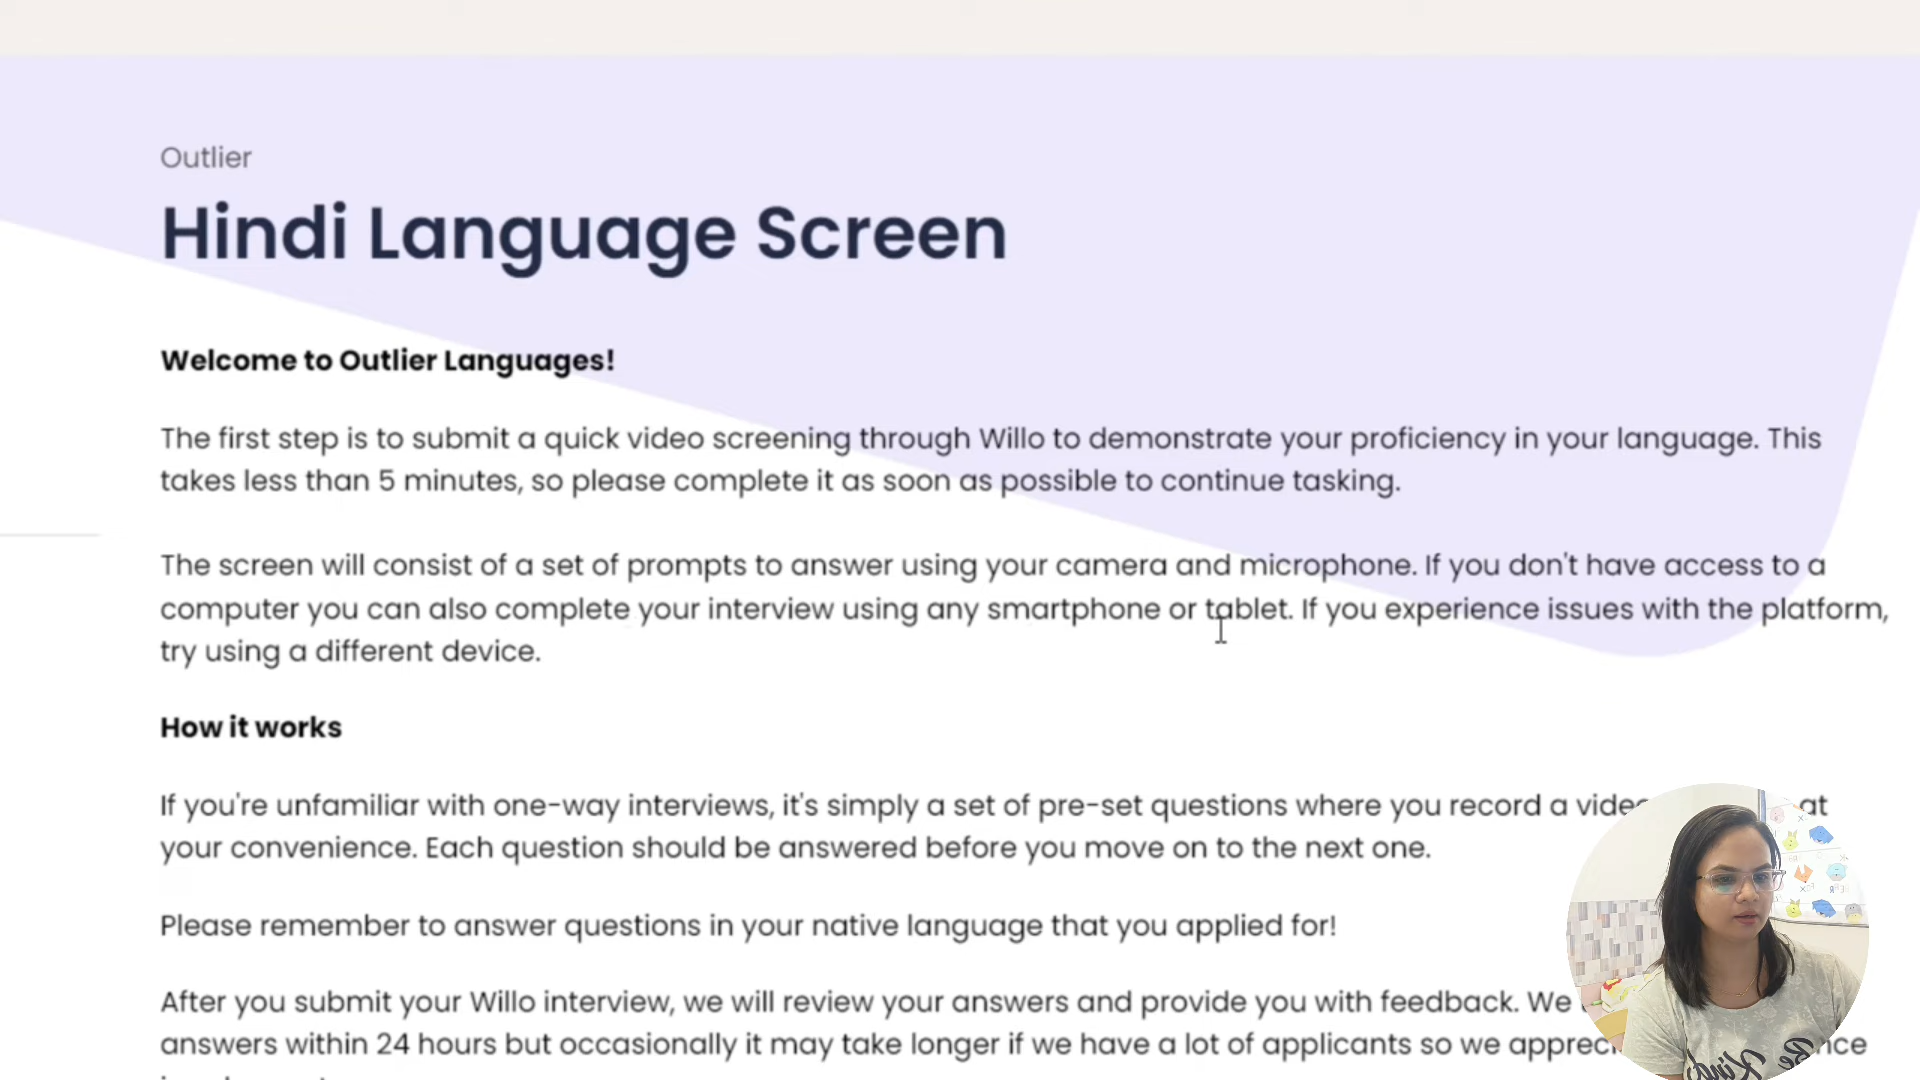 Outlier
Hindi Language Screen
Welcome to Outlier Languages!
The first step is to submit a quick video screening through Willo to demonstrate your proficiency in your language. This
takes less than 5 minutes, so please complete it as soon as possible to continue tasking.
The screen will consist of a set of prompts to answer using your camera and microphone. If you don't have access to a
computer you can also complete your interview using any smartphone or tablet. If you experience issues with the platform,
try using a different device.
How it works
If you're unfamiliar with one-way interviews, it's simply a set of pre-set questions where you record a at
your convenience. Each question should be answered before you move on to the next one.
Please remember to answer questions in your native language that you applied for!
After you submit your Willo interview, we will review your answers and provide you with feedback. We
answers within 24 hours but occasionally it may take longer if we have a lot of applicants so we
Be Kind